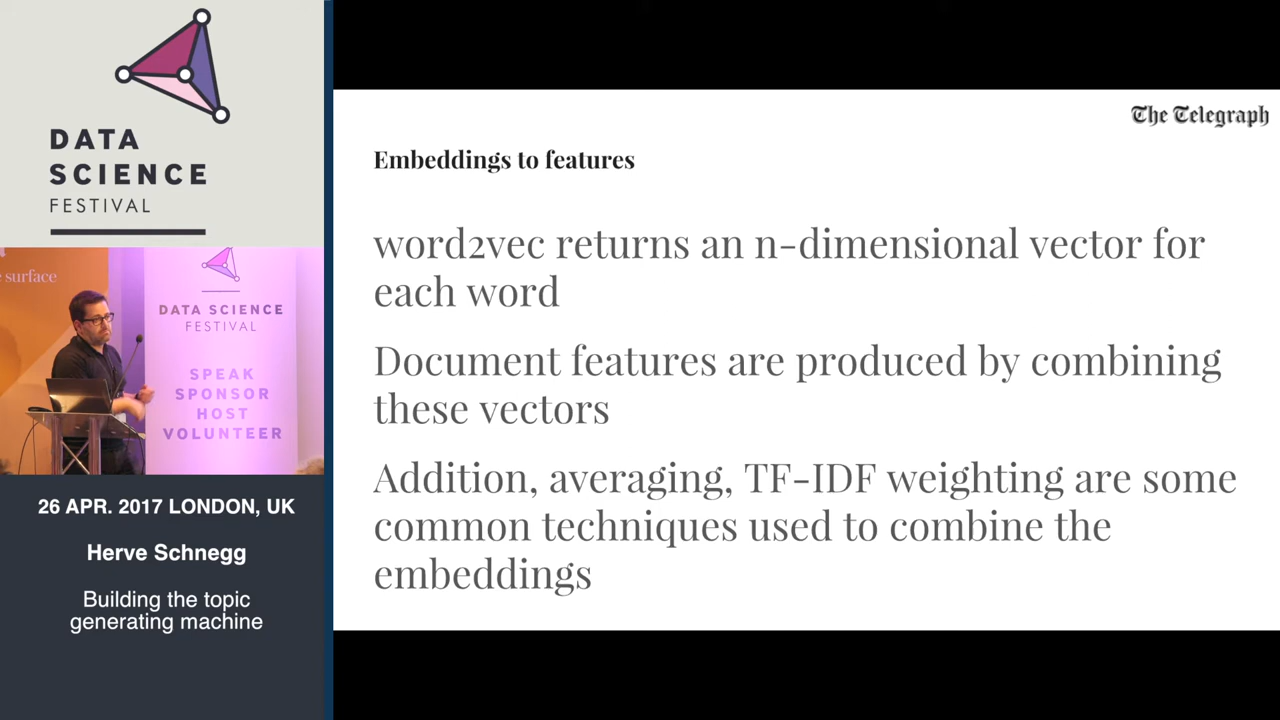 DATA
SCIENCE
FESTIVAL
e surface
DATA SCIENCE
FESTIVAL
SPEAK
SPONSOR
HOST
VOLUNTEER
26 APR. 2017 LONDON, UK
Herve Schnegg
Building the topic
generating machine
The Telegraph
Embeddings to features
word2vec returns an n-dimensional vector for
each word
Document features are produced by combining
these vectors
Addition, averaging, TF-IDF weighting are some
common techniques used to combine the
embeddings